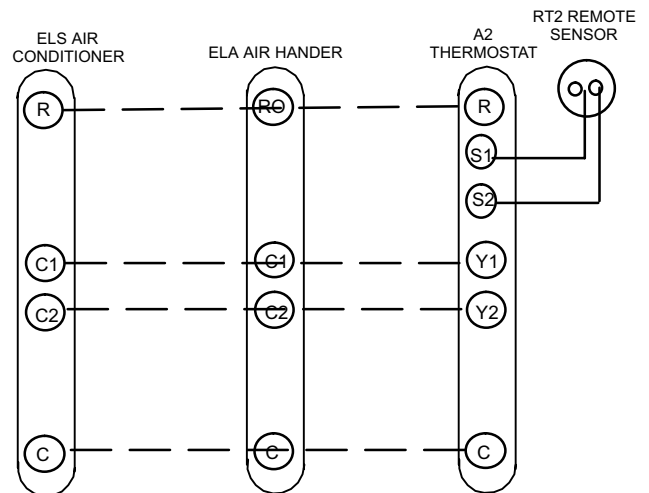 ELS AIR
CONDITIONER
ELA AIR HANDER
A2
THERMOSTAT
RT2 REMOTE
SENSOR
R
RO
R
S1
S2
C1
C1
Y1
C2
C2
Y2
C
C
C